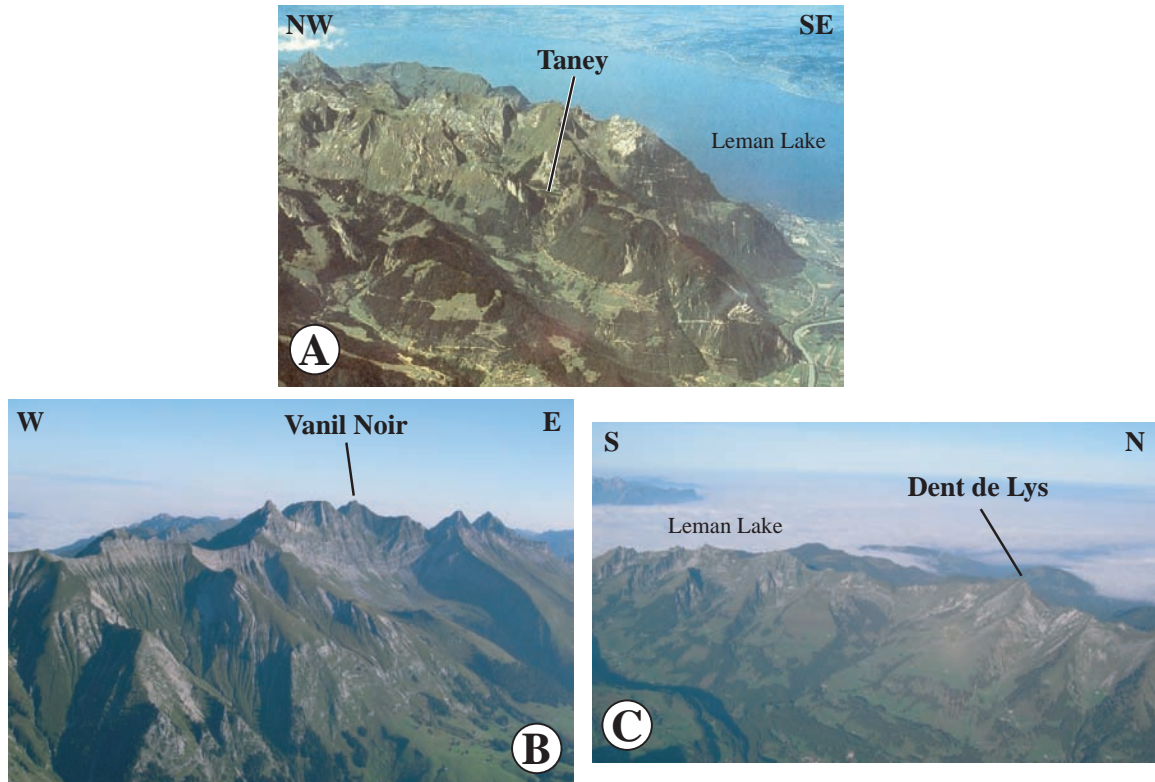 NW
SE
Taney
Leman Lake
A
W
Vanil Noir
E
B
S
N
Dent de Lys
Leman Lake
C